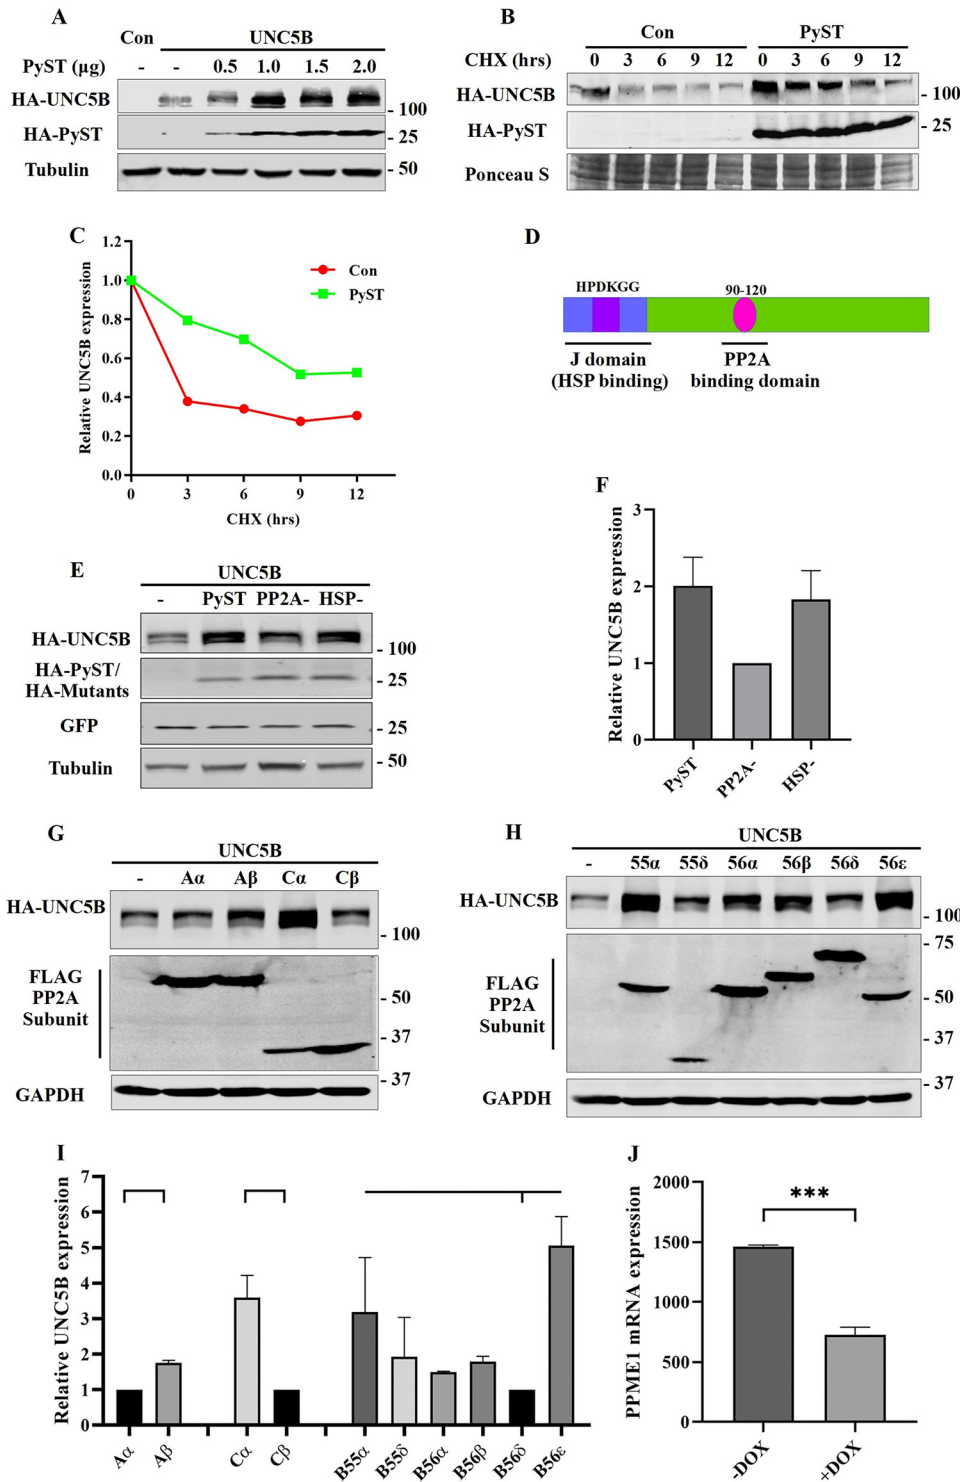 A
Con UNC5B
PyST (µg) - - 0.5 1.0 1.5 2.0
HA-UNC5B
- 100
HA-PyST - 25
Tubulin - 50
B
Con PyST
CHX (hrs) 0 3 6 9 12 0 3 6 9 12
HA-UNC5B - 100
HA-PyST - 25
Ponceau S
C
Relative UNC5B expression
1.2
1.0
0.8
0.6
0.4
0.2
0.0
0 3 6 9 12
CHX (hrs)
Con
PyST
D
HPDKGG 90-120
J domain PP2A
(HSP binding) binding domain
E
UNC5B
- PyST PP2A- HSP-
HA-UNC5B
- 100
HA-PyST/
HA-Mutants
- 25
GFP - 25
Tubulin - 50
F
Relative UNC5B expression
3
2
1
0
PyST PP2A- HSP-
G
UNC5B
- Aα Aβ Cα Cβ
HA-UNC5B
- 100
FLAG
PP2A
Subunit
- 50
- 37
GAPDH - 37
H
UNC5B
- 55α 55δ 56α 56β 56δ 56ε
HA-UNC5B
- 100
- 75
FLAG
PP2A
Subunit
- 50
- 37
GAPDH - 37
I
Relative UNC5B expression
7
6
5
4
3
2
1
0
Aα Aβ Cα Cβ B55α B55δ B56α B56β B56δ B56ε
J
PPME1 mRNA expression
2000
1500
1000
500
0
***
-DOX +DOX